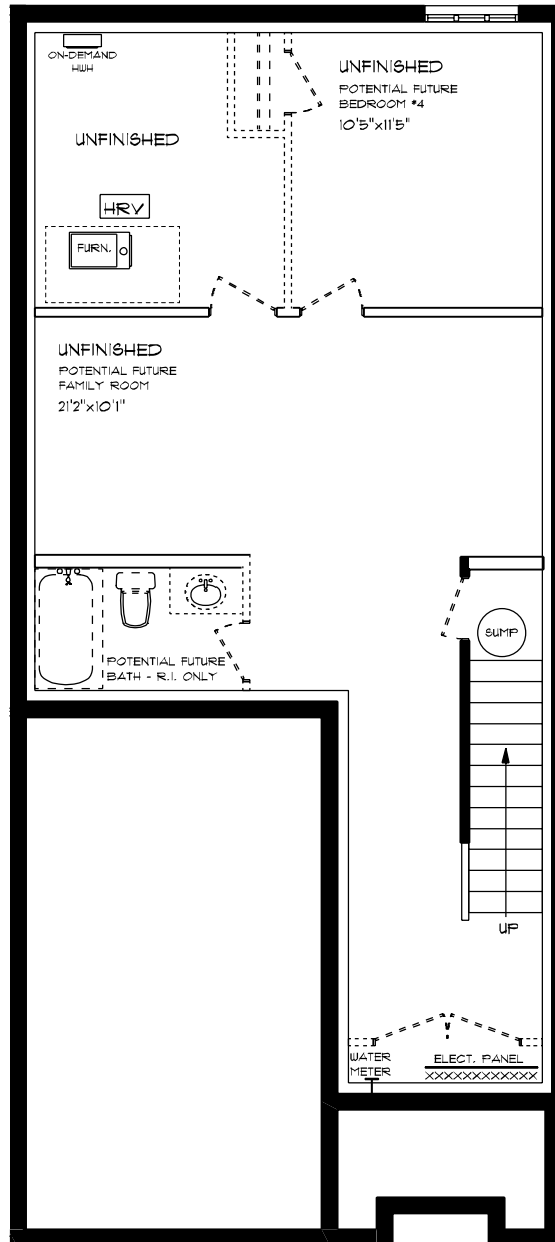 ON-DEMAND
HWH
UNFINISHED
POTENTIAL FUTURE
BEDROOM #4
10'5"x11'5"
UNFINISHED
HRV
FURN.
UNFINISHED
POTENTIAL FUTURE
FAMILY ROOM
21'2"x10'1"
SUMP
POTENTIAL FUTURE
BATH - R.I. ONLY
UP
WATER
METER
ELECT. PANEL